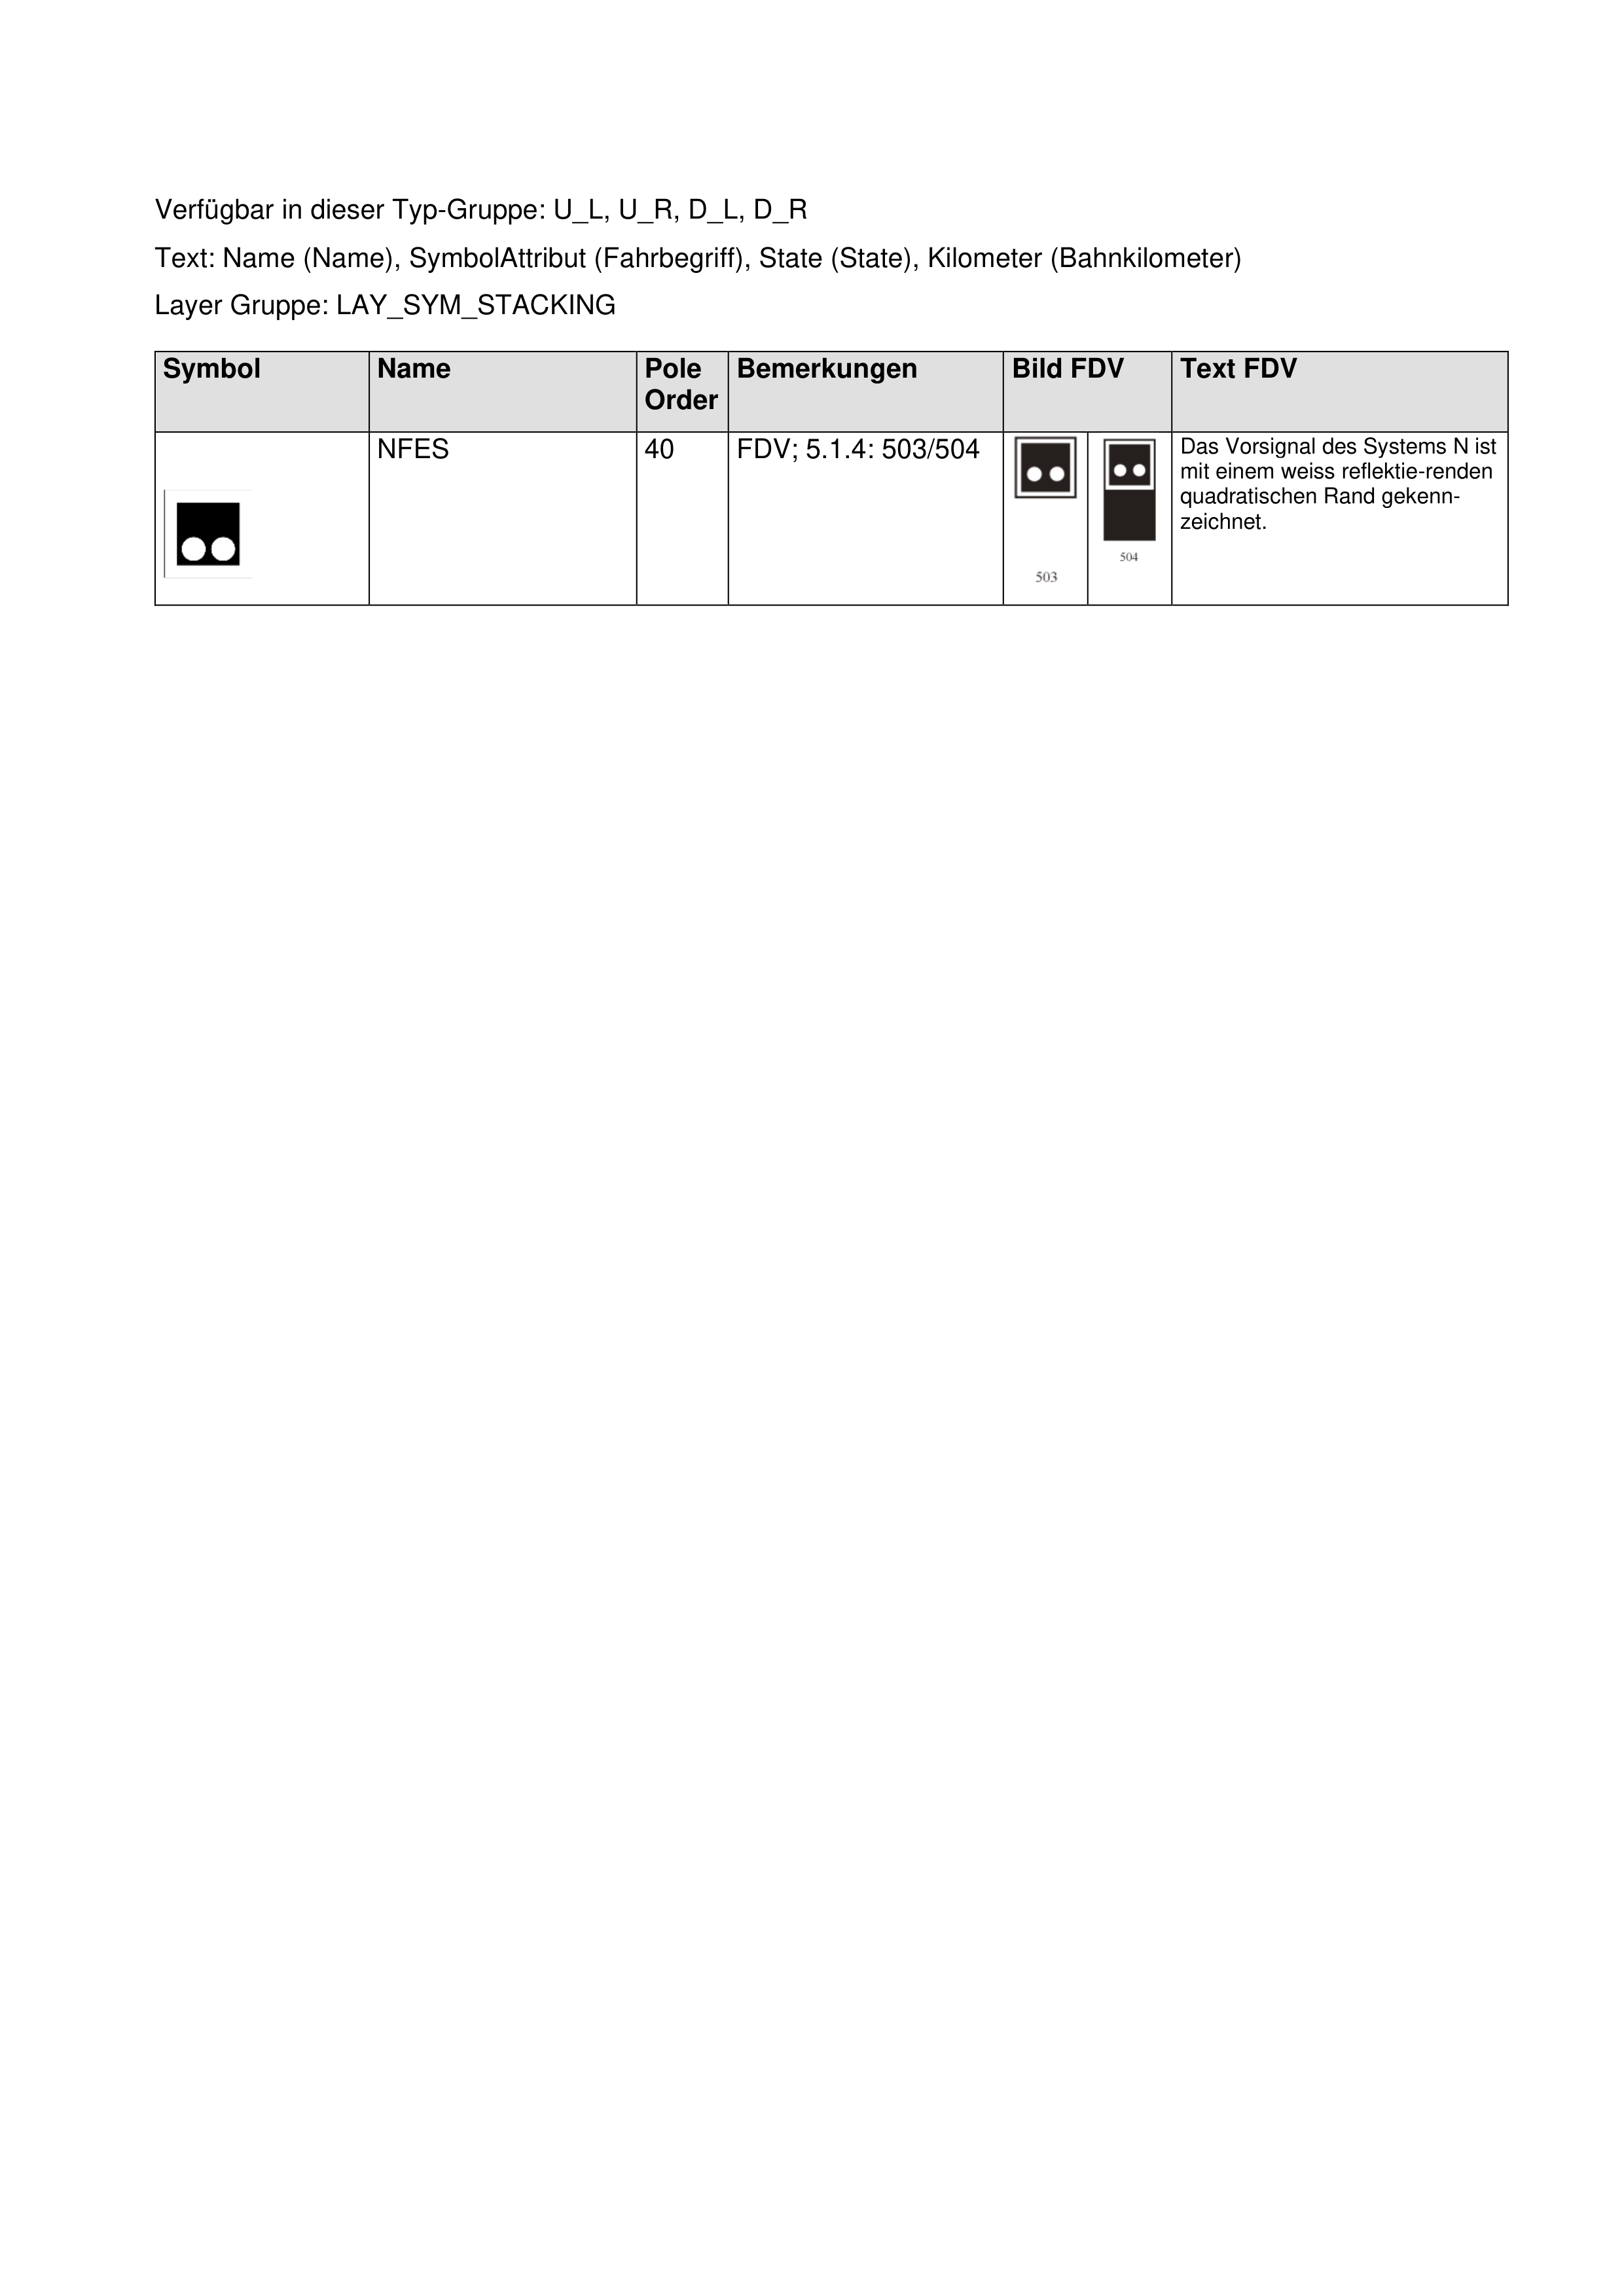 Verfügbar in dieser Typ-Gruppe: U_L, U_R, D_L, D_R
Text: Name (Name), SymbolAttribut (Fahrbegriff), State (State), Kilometer (Bahnkilometer)
Layer Gruppe: LAY_SYM_STACKING
Symbol Name Pole Order Bemerkungen Bild FDV Text FDV
NFES 40 FDV; 5.1.4: 503/504
503
504
Das Vorsignal des Systems N ist
mit einem weiss reflektie-renden
quadratischen Rand gekenn-
zeichnet.